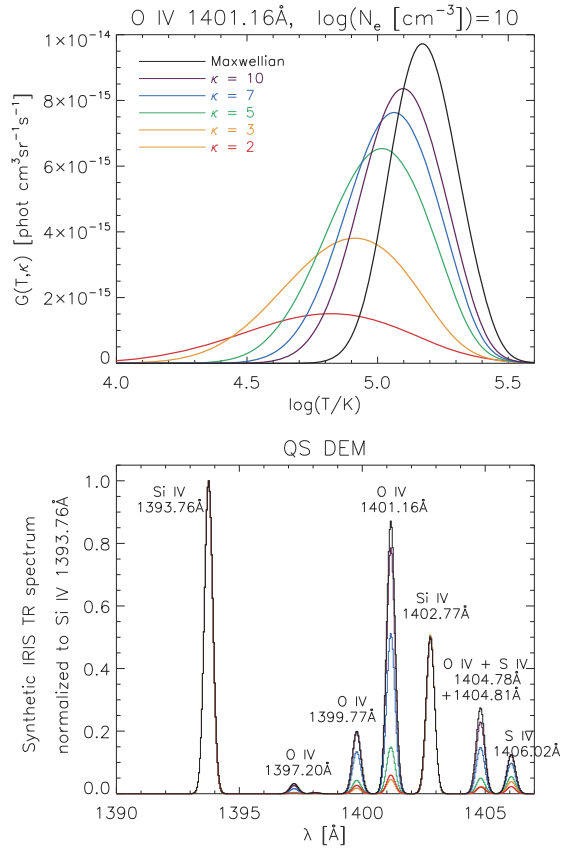 O IV 1401.16Å, log(Nₑ [cm⁻³])=10
1×10⁻¹⁴
8×10⁻¹⁵
6×10⁻¹⁵
4×10⁻¹⁵
2×10⁻¹⁵
0
G(T,κ) [phot cm³sr⁻¹s⁻¹]
Maxwellian
κ = 10
κ = 7
κ = 5
κ = 3
κ = 2
4.0 4.5 5.0 5.5
log(T/K)
QS DEM
Synthetic IRIS TR spectrum
normalized to Si IV 1393.76Å
1.0
0.8
0.6
0.4
0.2
0.0
Si IV
1393.76Å
O IV
1397.20Å
O IV
1399.77Å
O IV
1401.16Å
Si IV
1402.77Å
O IV + S IV
1404.78Å
+1404.81Å
S IV
1406.02Å
1390 1395 1400 1405
λ [Å]